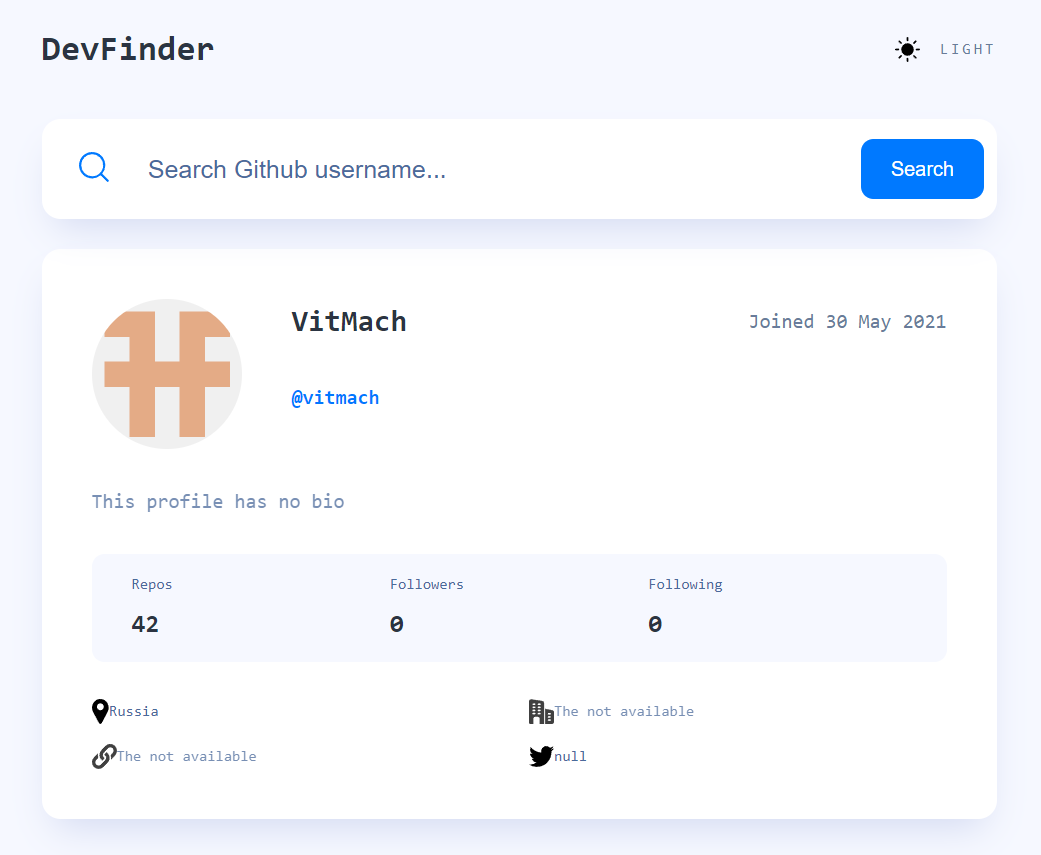 DevFinder
LIGHT
Search Github username...
Search
VitMach
Joined 30 May 2021
@vitmach
This profile has no bio
Repos
Followers
Following
42
0
0
Russia
The not available
The not available
null